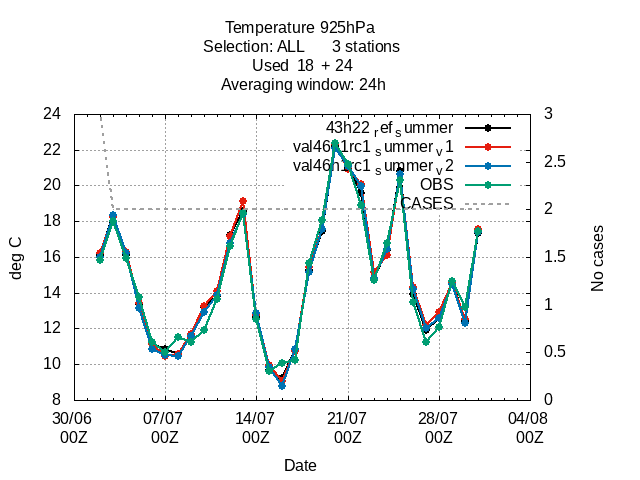 Temperature 925hPa
Selection: ALL 3 stations
Used 18 + 24
Averaging window: 24h
24 3
43h22 ref summer
val46h1rc1 summer v1
22 2.5
val46h1rc1 summer v2
20 OBS
CASES
18 2
16 1.5
deg C No cases
14 1
12
10 0.5
8 0
30/06 07/07 14/07 21/07 28/07 04/08
00Z 00Z 00Z 00Z 00Z 00Z
Date